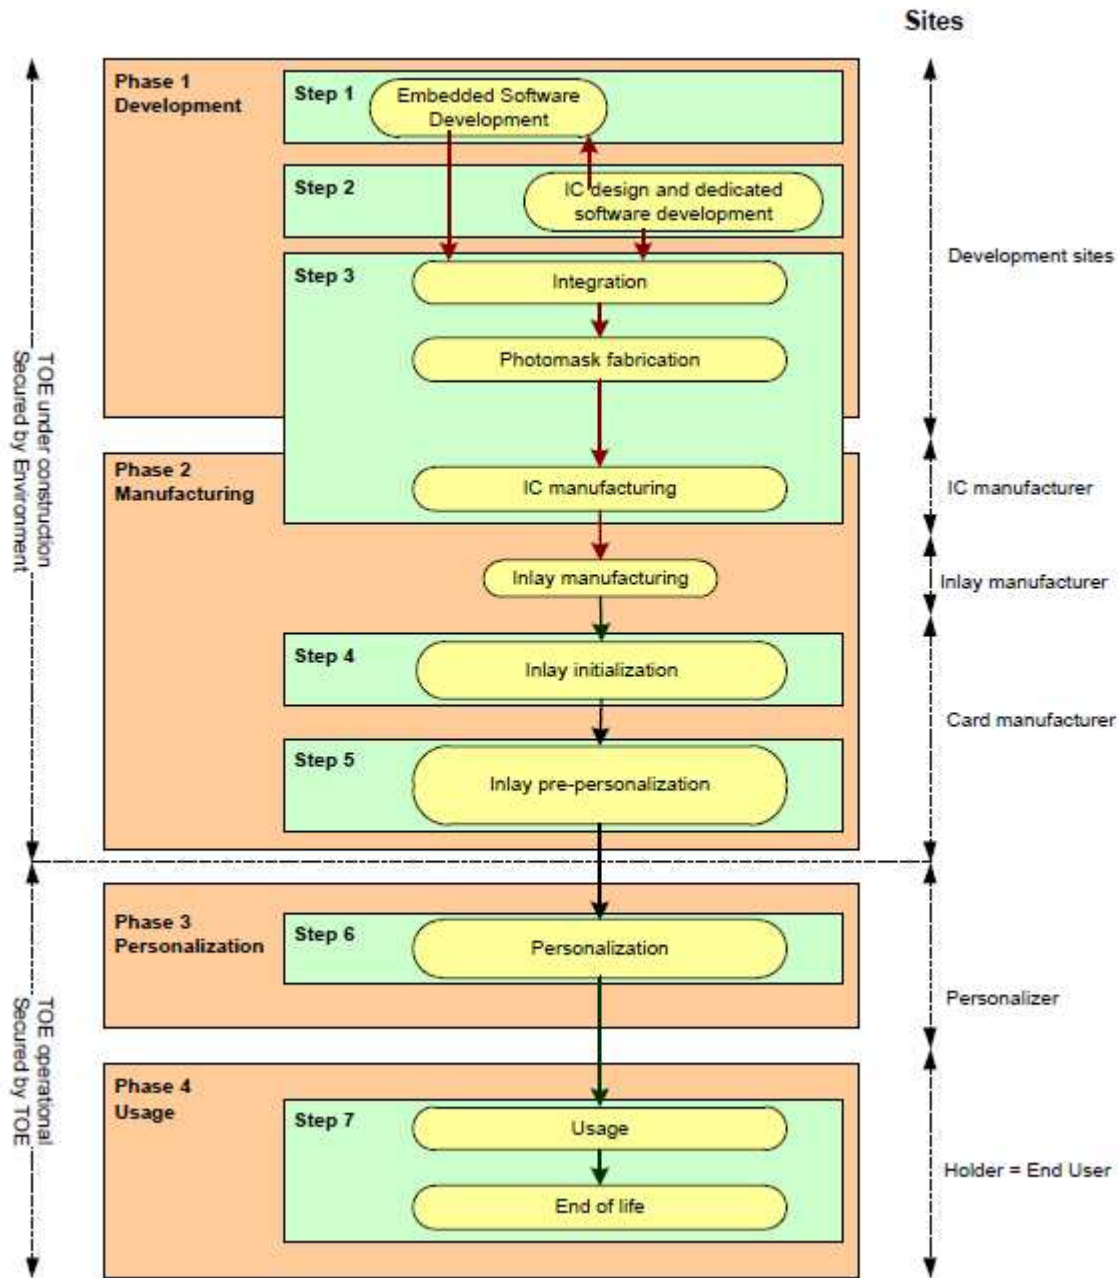 Sites
Phase 1
Development
Step 1
Embedded Software
Development
Step 2
IC design and dedicated
software development
Step 3
Integration
Development sites
Photomask fabrication
TOE under construction
Secured by Environment
Phase 2
Manufacturing
IC manufacturing
IC manufacturer
Inlay manufacturing
Inlay manufacturer
Step 4
Inlay initialization
Card manufacturer
Step 5
Inlay pre-personalization
Phase 3
Personalization
Step 6
Personalization
Personalizer
TOE operational
Secured by TOE
Phase 4
Usage
Step 7
Usage
Holder = End User
End of life